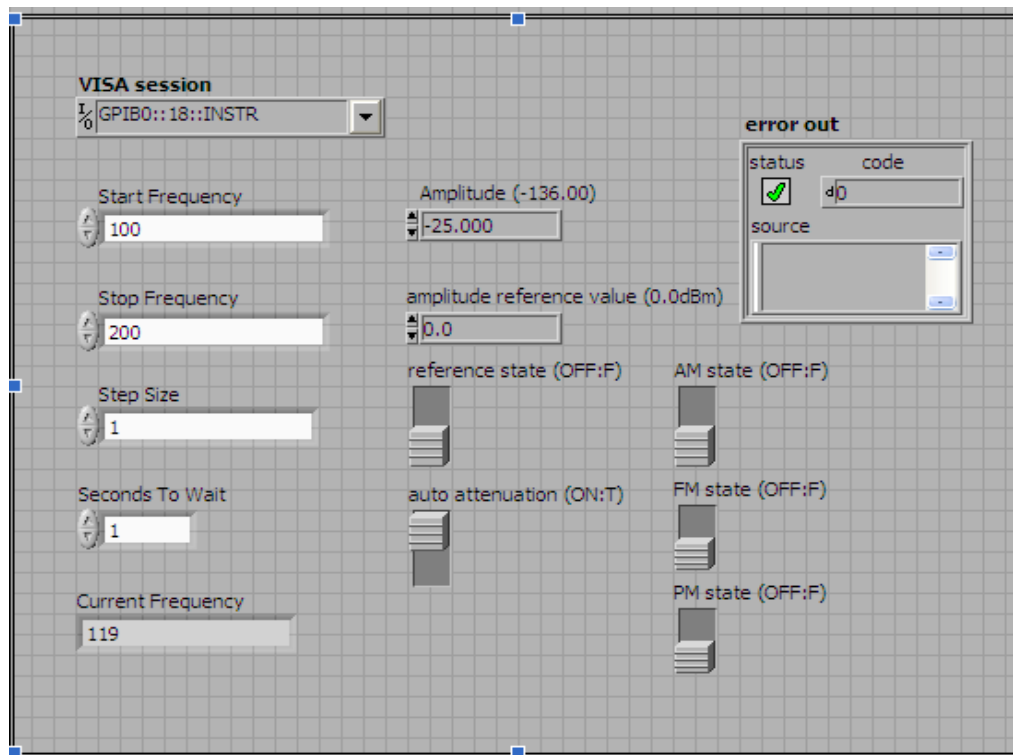 VISA session
GPIB0::18::INSTR
error out
status code
d0
source
Start Frequency
100
Amplitude (-136.00)
-25.000
Stop Frequency
200
amplitude reference value (0.0dBm)
0.0
reference state (OFF:F)
AM state (OFF:F)
Step Size
1
Seconds To Wait
1
auto attenuation (ON:T)
FM state (OFF:F)
Current Frequency
119
PM state (OFF:F)